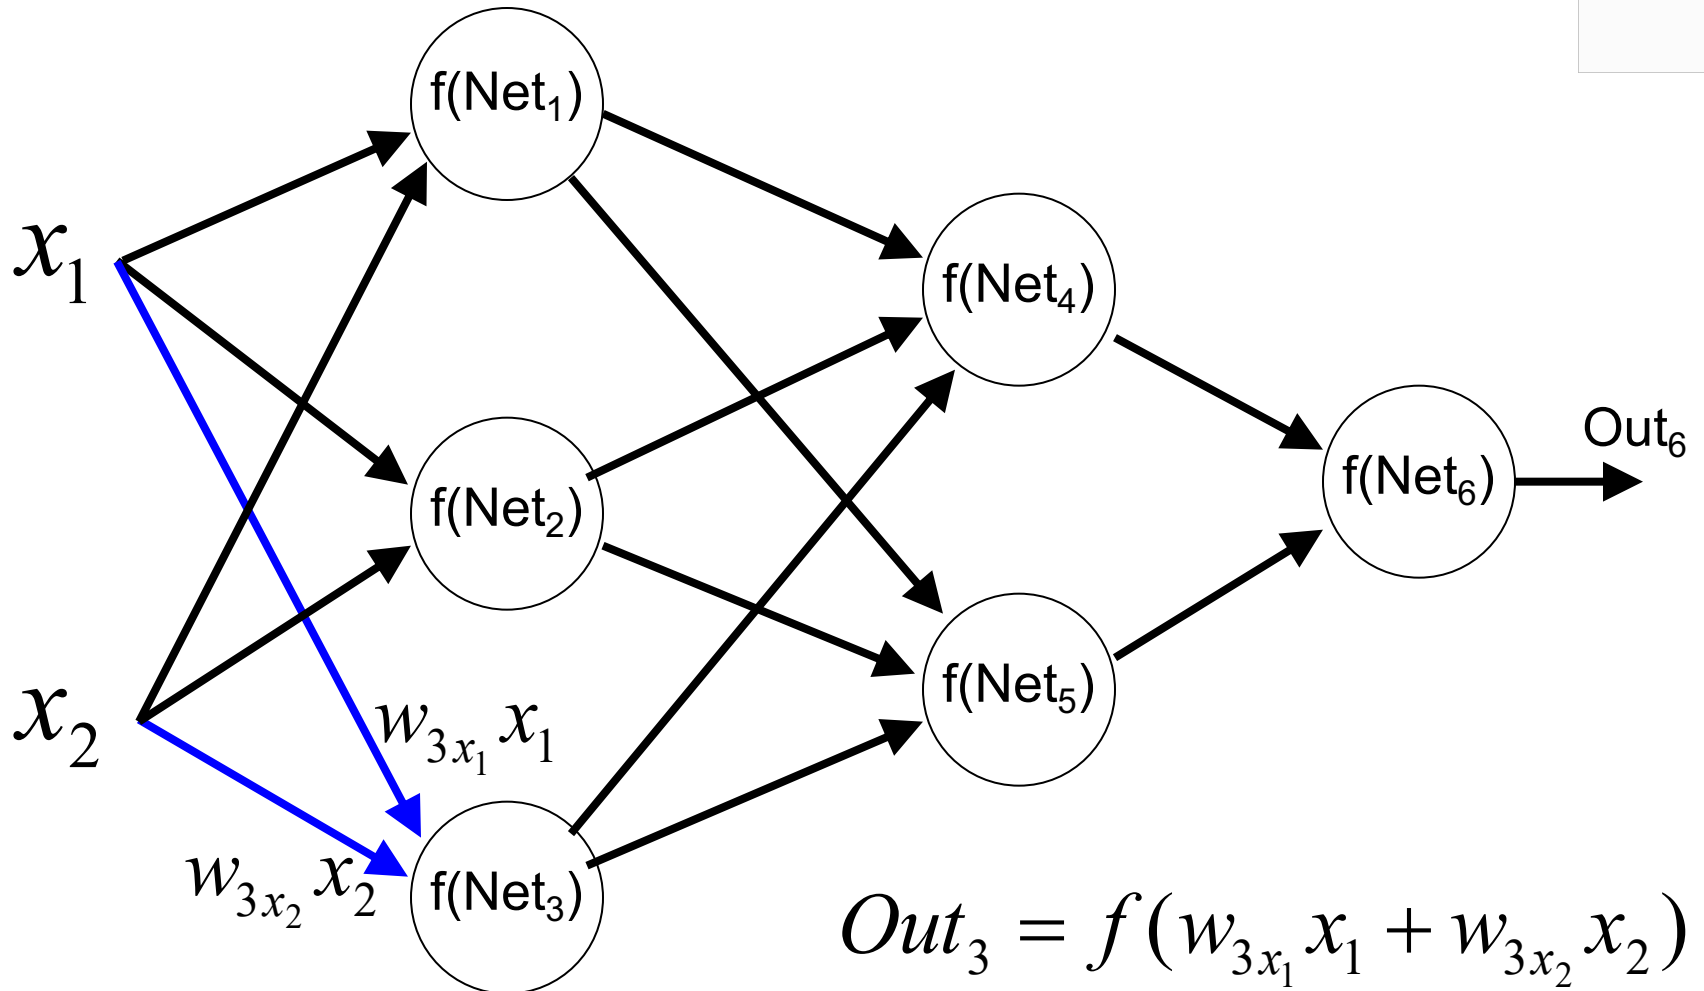 f(Net₁)
x₁
f(Net₄)
Out₆
f(Net₆)
f(Net₂)
x₂
w₃ₓ₁ x₁
f(Net₅)
w₃ₓ₂ x₂
f(Net₃)
Out₃ = f(w₃ₓ₁ x₁ + w₃ₓ₂ x₂)